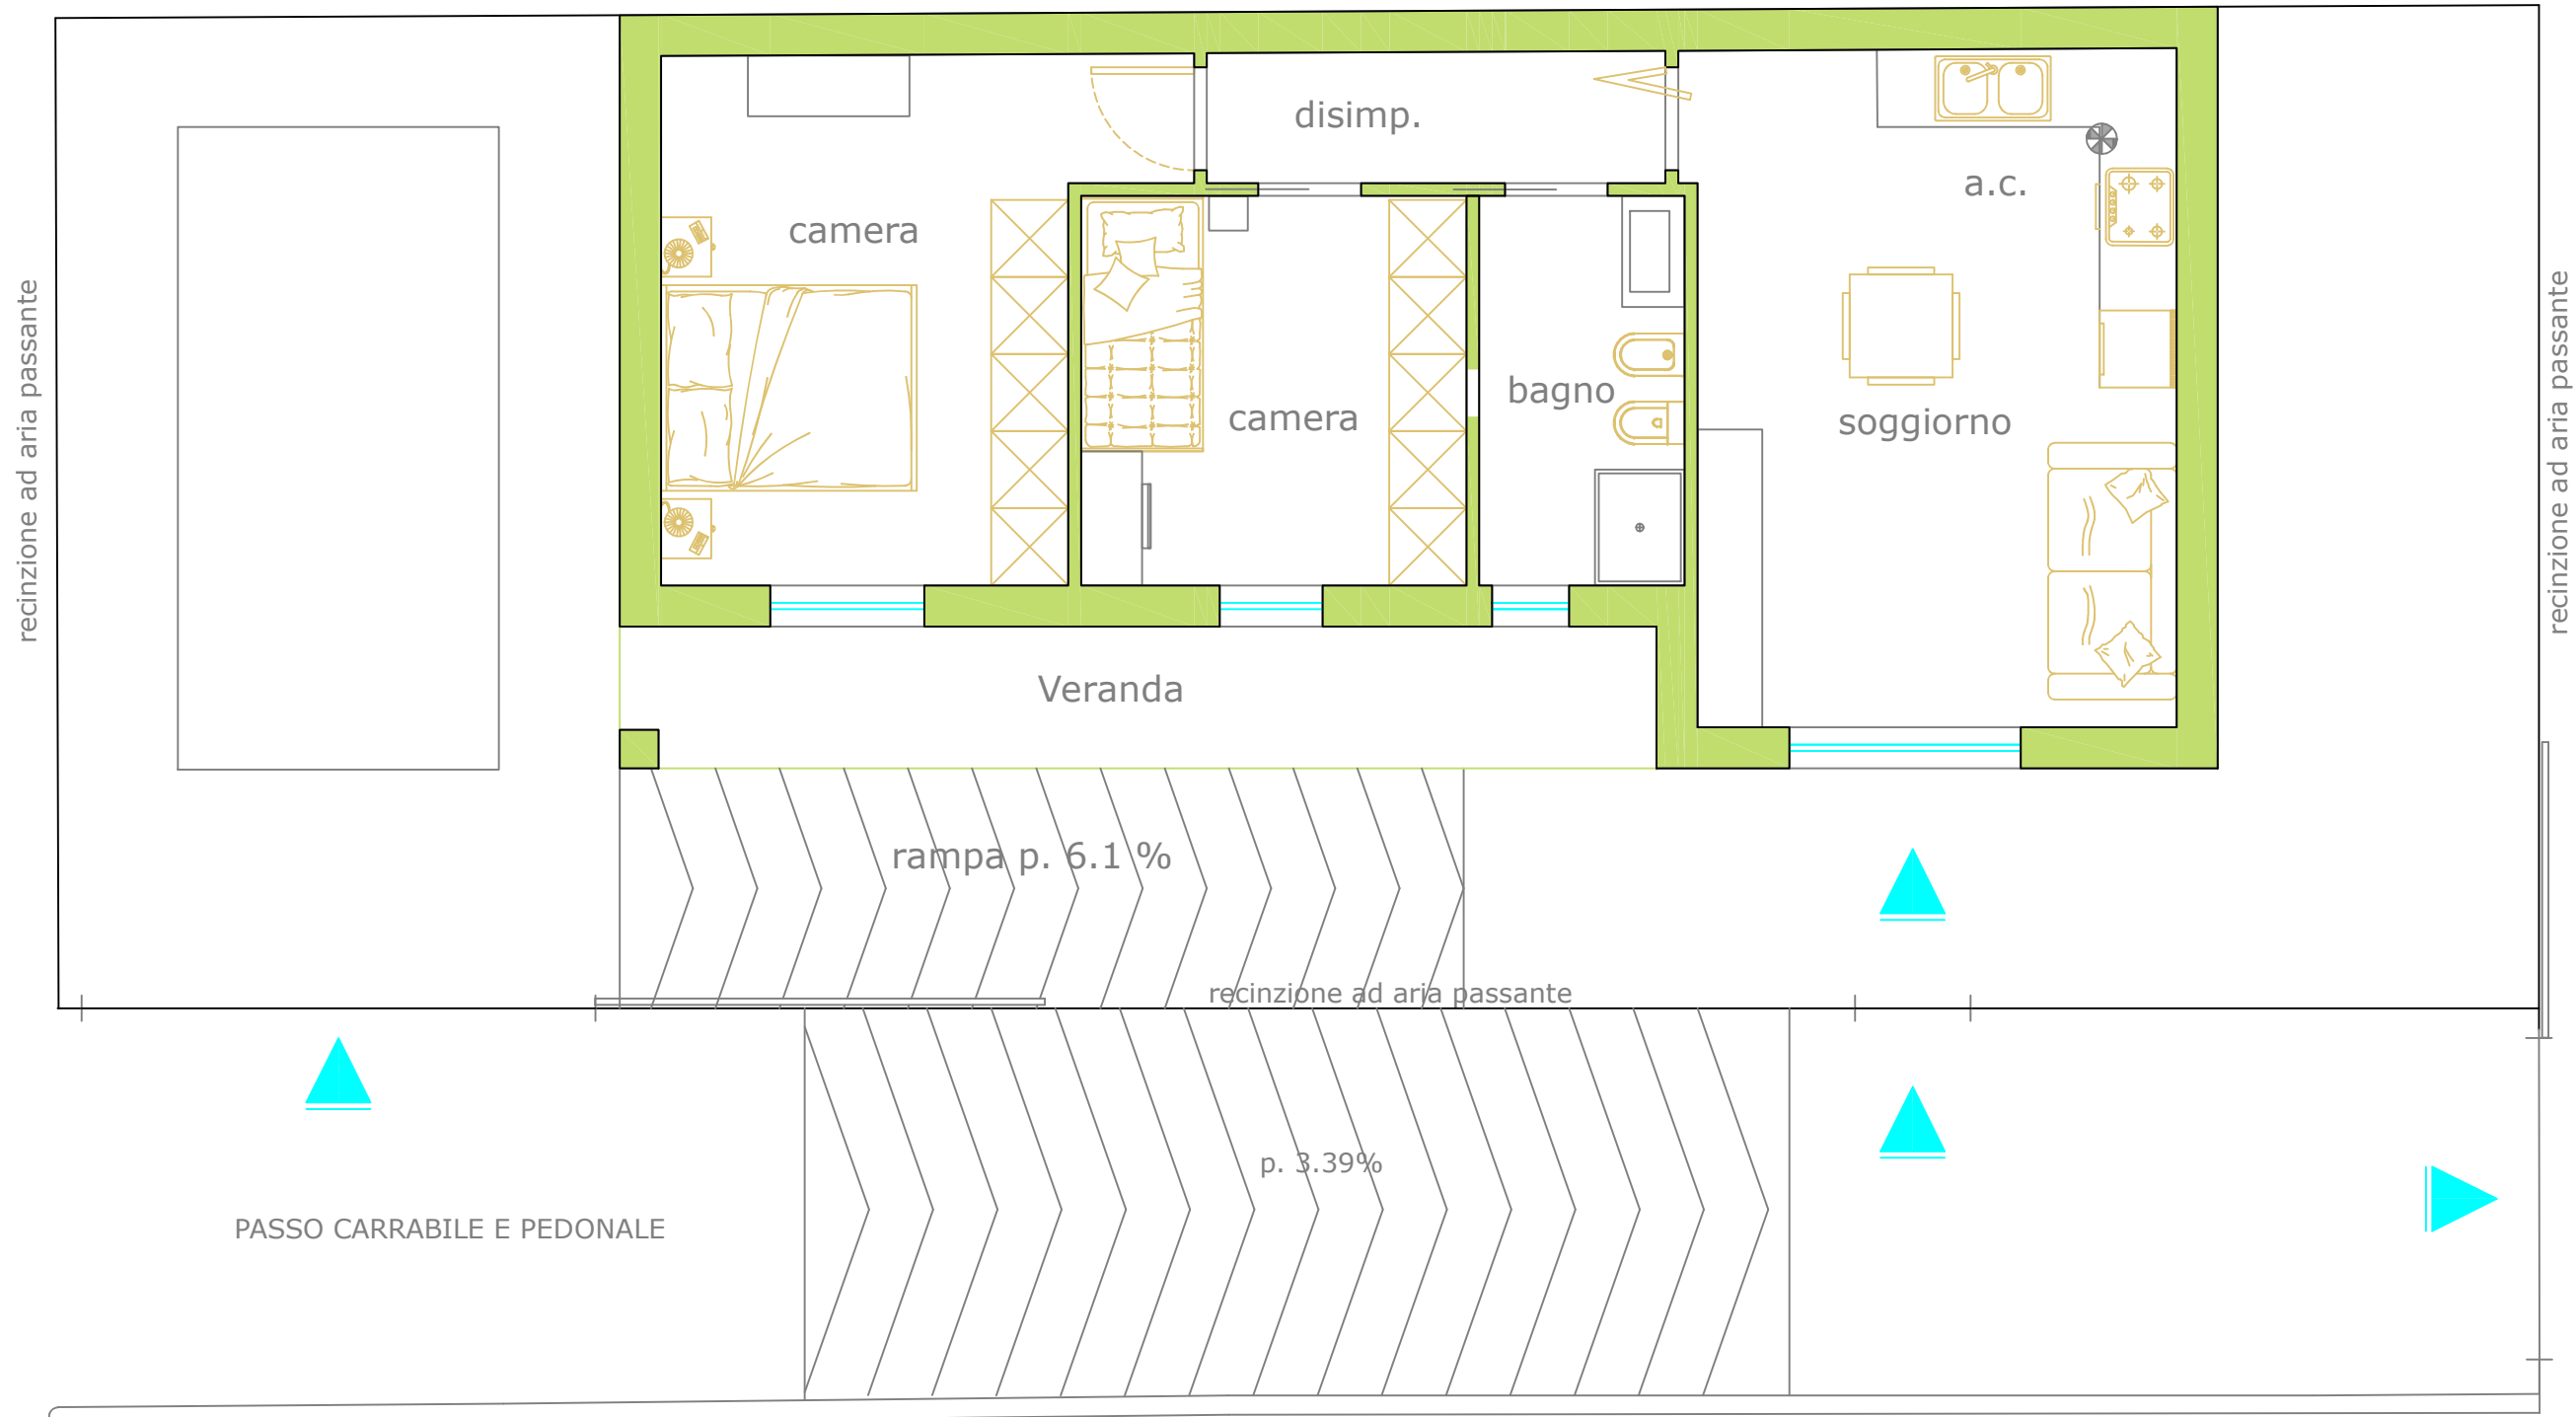 disimp.
a.c.
camera
recinzione ad aria passante
recinzione ad aria passante
bagno
camera
soggiorno
Veranda
rampa p. 6.1 %
recinzione ad aria passante
p. 3.39%
PASSO CARRABILE E PEDONALE